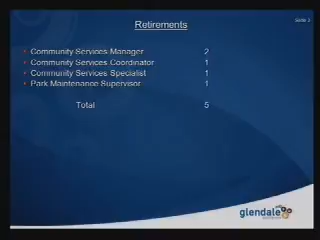 Retirements
• Community Services Manager 2
• Community Services Coordinator 1
• Community Services Specialist 1
• Park Maintenance Supervisor 1
Total 5
glendale